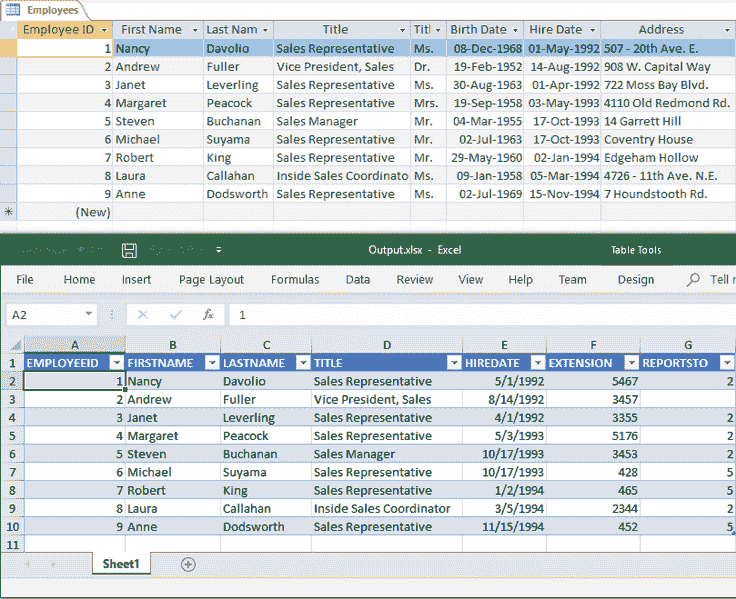 Employees
Employee ID First Name Last Nam Title Titl Birth Date Hire Date Address
1 Nancy Davolio Sales Representative Ms. 08-Dec-1968 01-May-1992 507 - 20th Ave. E.
2 Andrew Fuller Vice President, Sales Dr. 19-Feb-1952 14-Aug-1992 908 W. Capital Way
3 Janet Leverling Sales Representative Ms. 30-Aug-1963 01-Apr-1992 722 Moss Bay Blvd.
4 Margaret Peacock Sales Representative Mrs. 19-Sep-1958 03-May-1993 4110 Old Redmond Rd.
5 Steven Buchanan Sales Manager Mr. 04-Mar-1955 17-Oct-1993 14 Garrett Hill
6 Michael Suyama Sales Representative Mr. 02-Jul-1963 17-Oct-1993 Coventry House
7 Robert King Sales Representative Mr. 29-May-1960 02-Jan-1994 Edgeham Hollow
8 Laura Callahan Inside Sales Coordinato Ms. 09-Jan-1958 05-Mar-1994 4726 - 11th Ave. N.E.
9 Anne Dodsworth Sales Representative Ms. 02-Jul-1969 15-Nov-1994 7 Houndstooth Rd.
* (New)
Output.xlsx - Excel Table Tools
File Home Insert Page Layout Formulas Data Review View Help Team Design Tell
A2 fx 1
A B C D E F G
1 EMPLOYEEID FIRSTNAME LASTNAME TITLE HIREDATE EXTENSION REPORTSTO
2 1 Nancy Davolio Sales Representative 5/1/1992 5467 2
3 2 Andrew Fuller Vice President, Sales 8/14/1992 3457
4 3 Janet Leverling Sales Representative 4/1/1992 3355 2
5 4 Margaret Peacock Sales Representative 5/3/1993 5176 2
6 5 Steven Buchanan Sales Manager 10/17/1993 3453 2
7 6 Michael Suyama Sales Representative 10/17/1993 428 5
8 7 Robert King Sales Representative 1/2/1994 465 5
9 8 Laura Callahan Inside Sales Coordinator 3/5/1994 2344 2
10 9 Anne Dodsworth Sales Representative 11/15/1994 452 5
11
Sheet1